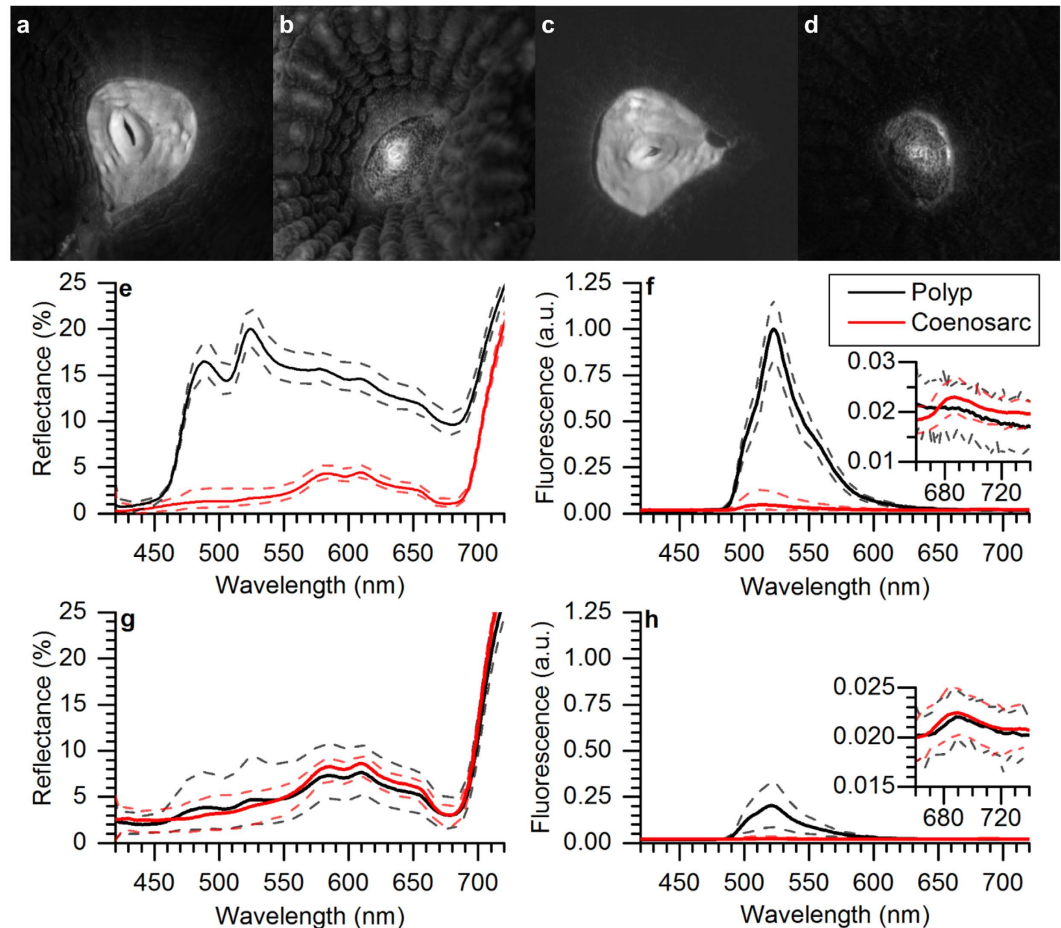 a b c d
e
25
20
15
10
5
0
Reflectance (%)
450 500 550 600 650 700
Wavelength (nm)
f
1.25
1.00
0.75
0.50
0.25
0.00
Fluorescence (a.u.)
450 500 550 600 650 700
Wavelength (nm)
Polyp
Coenosarc
0.03
0.02
0.01
680 720
g
25
20
15
10
5
0
Reflectance (%)
450 500 550 600 650 700
Wavelength (nm)
h
1.25
1.00
0.75
0.50
0.25
0.00
Fluorescence (a.u.)
450 500 550 600 650 700
Wavelength (nm)
0.025
0.020
0.015
680 720